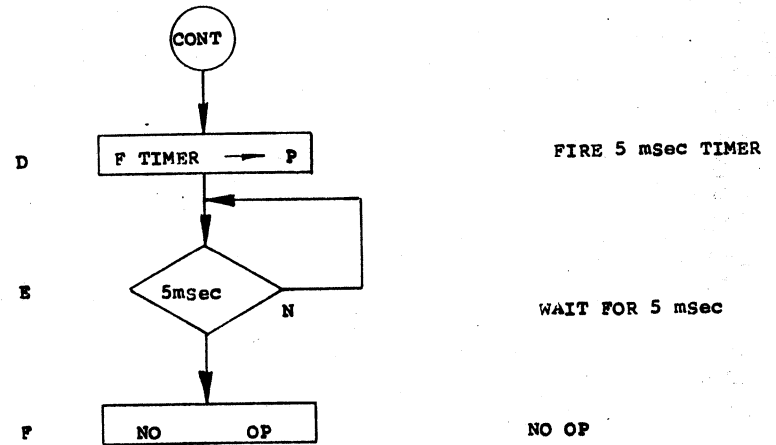 CONT
D F TIMER → P FIRE 5 msec TIMER
E 5msec N WAIT FOR 5 msec
F NO OP NO OP